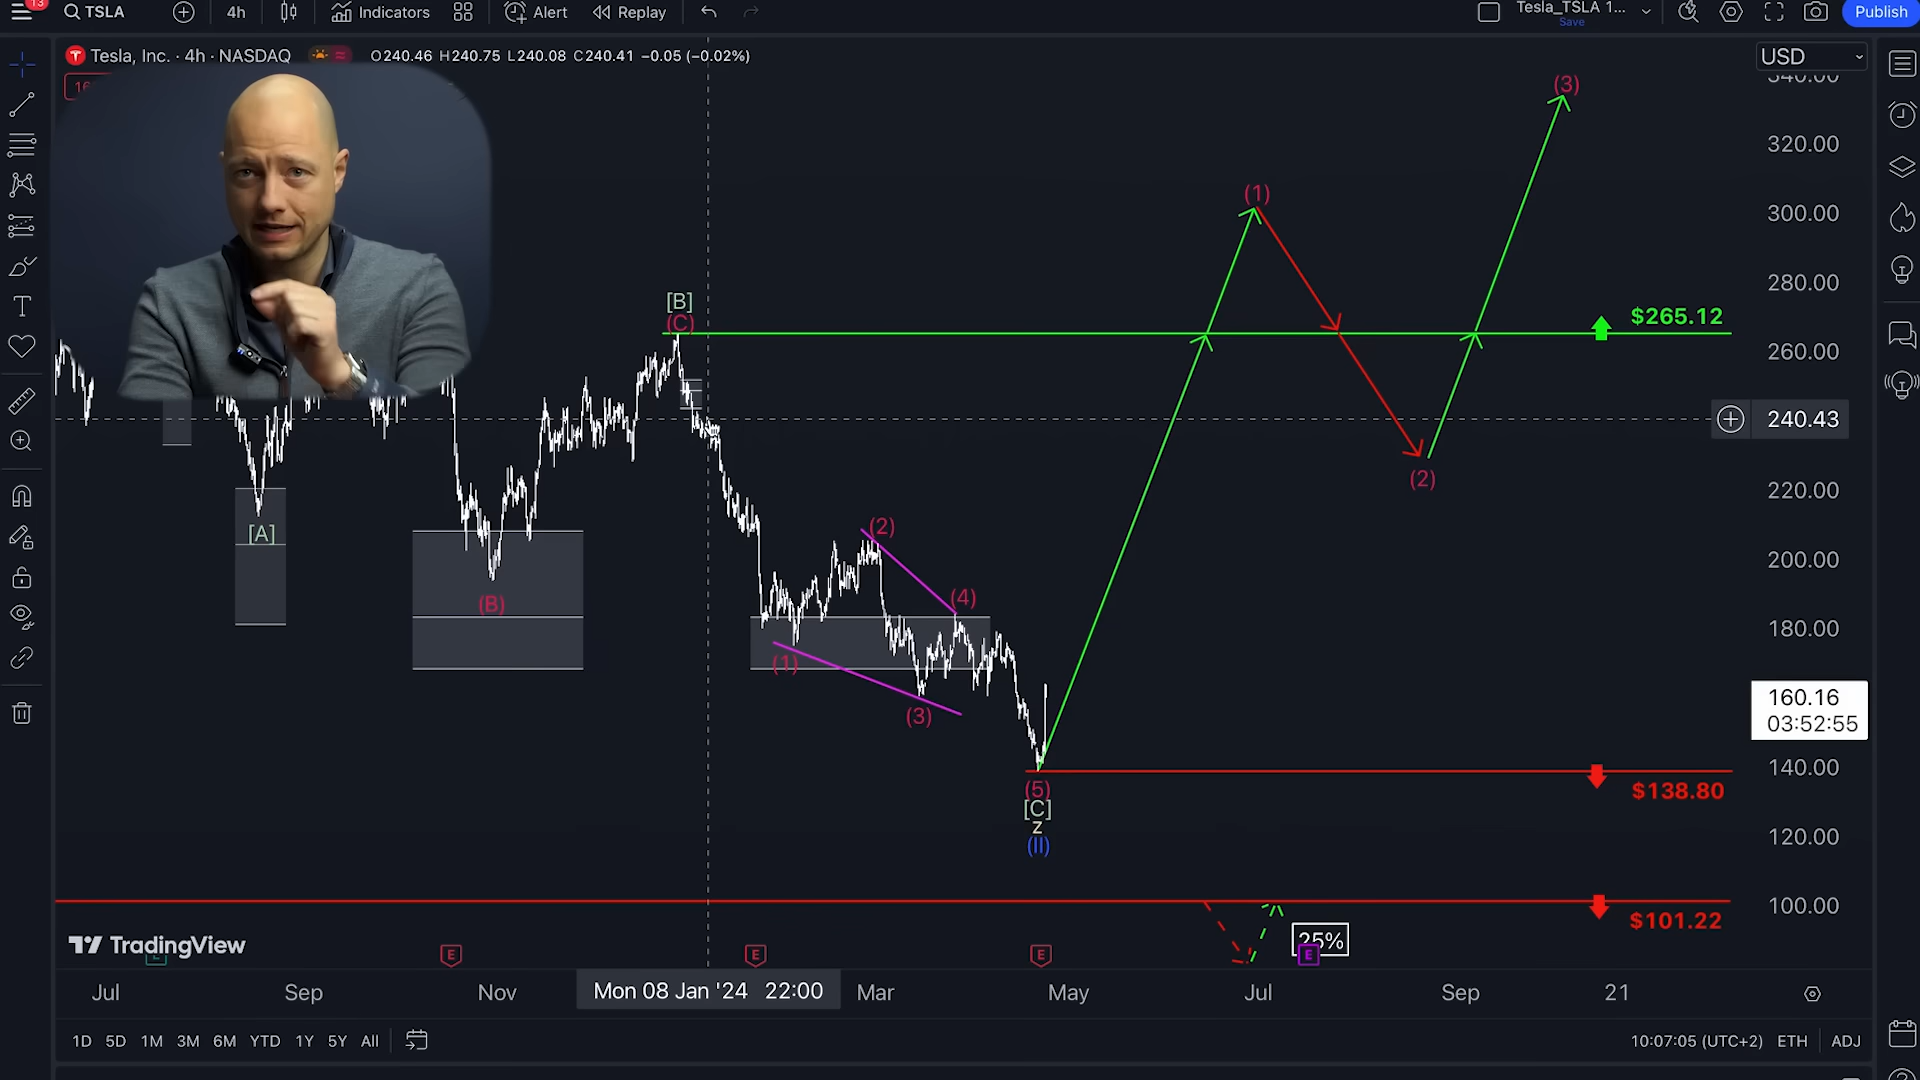 13
TSLA
4h
Indicators
Alert
Replay
Tesla_TSLA 1...
Save
Publish
Tesla, Inc. · 4h · NASDAQ
O240.46 H240.75 L240.08 C240.41 −0.05 (−0.02%)
USD
340.00
320.00
300.00
280.00
260.00
240.43
220.00
200.00
180.00
160.16
03:52:55
140.00
120.00
100.00
(3)
(1)
[B]
(C)
$265.12
(2)
[A]
(2)
(B)
(4)
(1)
(3)
(5)
[C]
z
(II)
$138.80
$101.22
25%
TradingView
E
E
E
E
Jul
Sep
Nov
Mon 08 Jan '24 22:00
Mar
May
Jul
Sep
21
1D 5D 1M 3M 6M YTD 1Y 5Y All
10:07:05 (UTC+2) ETH ADJ